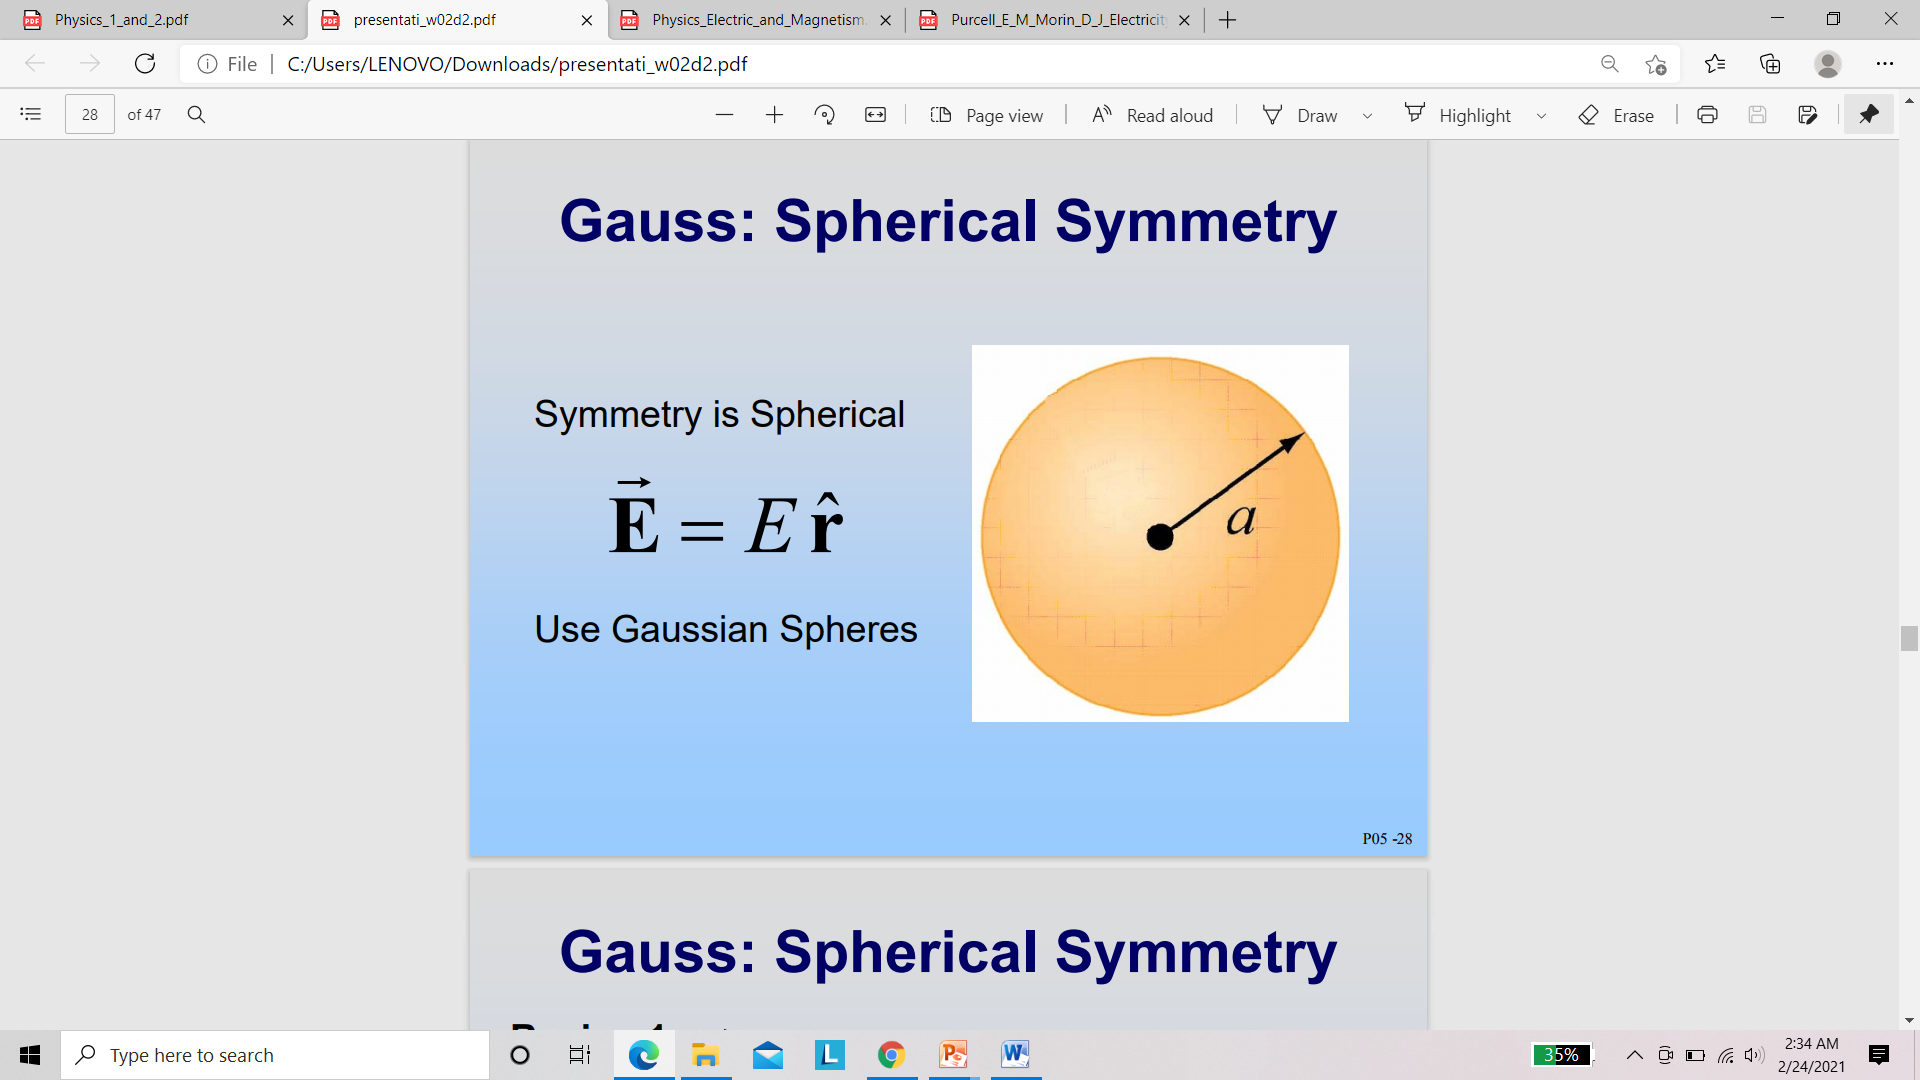 Physics_1_and_2.pdf
presentati_w02d2.pdf
Physics_Electric_and_Magnetism.
Purcell_E_M_Morin_D_J_Electricit
File
C:/Users/LENOVO/Downloads/presentati_w02d2.pdf
28 of 47
Page view
Read aloud
Draw
Highlight
Erase
Gauss: Spherical Symmetry
Symmetry is Spherical
E⃗ = E r̂
a
Use Gaussian Spheres
P05 -28
Gauss: Spherical Symmetry
Type here to search
35%
2:34 AM
2/24/2021